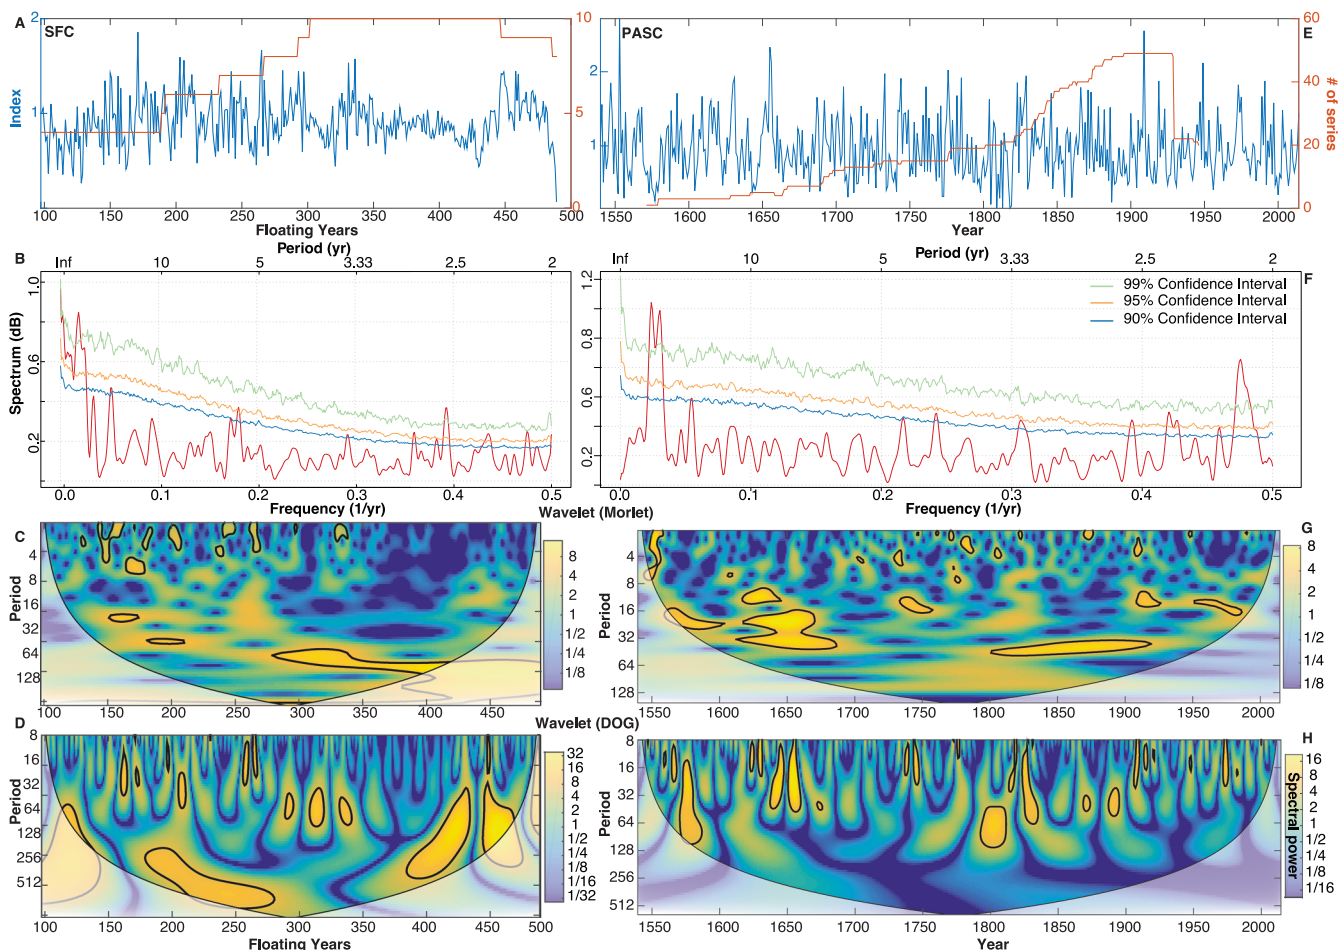 A
SFC
2
1
0
Index
10
5
0
100 150 200 250 300 350 400 450 500
Floating Years
PASC
E
2
1
60
50
40
30
20
10
0
# of series
1550 1600 1650 1700 1750 1800 1850 1900 1950 2000
Year
B
Period (yr)
Inf 10 5 3.33 2.5 2
1.0
0.6
0.2
Spectrum (dB)
0.0 0.1 0.2 0.3 0.4 0.5
Frequency (1/yr)
F
Period (yr)
Inf 10 5 3.33 2.5 2
1.2
0.8
0.6
0.4
0.2
99% Confidence Interval
95% Confidence Interval
90% Confidence Interval
0.0 0.1 0.2 0.3 0.4 0.5
Frequency (1/yr)
Wavelet (Morlet)
C
Period
4
8
16
32
64
128
8
4
2
1
1/2
1/4
1/8
100 150 200 250 300 350 400 450
G
Period
4
8
16
32
64
128
8
4
2
1
1/2
1/4
1/8
1550 1600 1650 1700 1750 1800 1850 1900 1950 2000
Wavelet (DOG)
D
Period
8
16
32
64
128
256
512
32
16
8
4
2
1
1/2
1/4
1/8
1/16
1/32
100 150 200 250 300 350 400 450 500
Floating Years
H
Period
8
16
32
64
128
256
512
16
8
4
2
1
1/2
1/4
1/8
1/16
Spectral power
1550 1600 1650 1700 1750 1800 1850 1900 1950 2000
Year